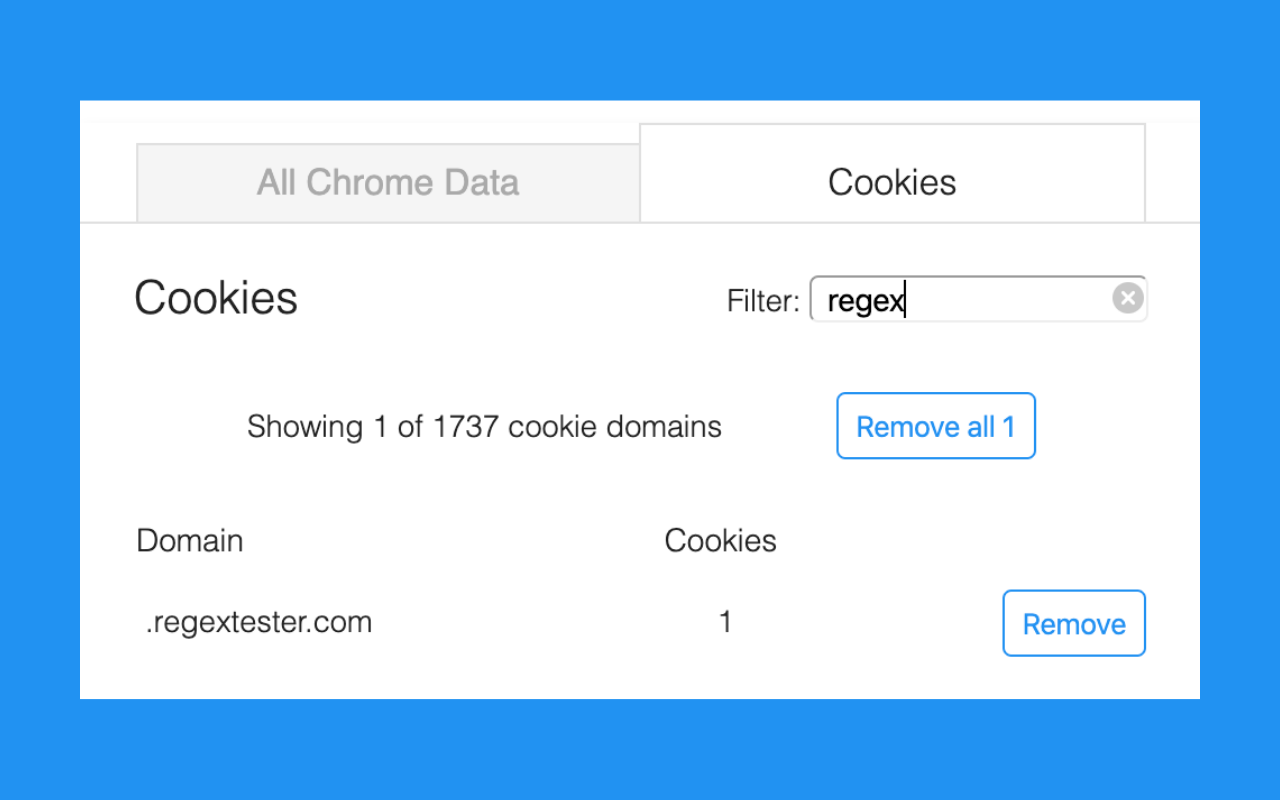 All Chrome Data Cookies
Cookies Filter: regex
Showing 1 of 1737 cookie domains Remove all 1
Domain Cookies
.regextester.com 1 Remove